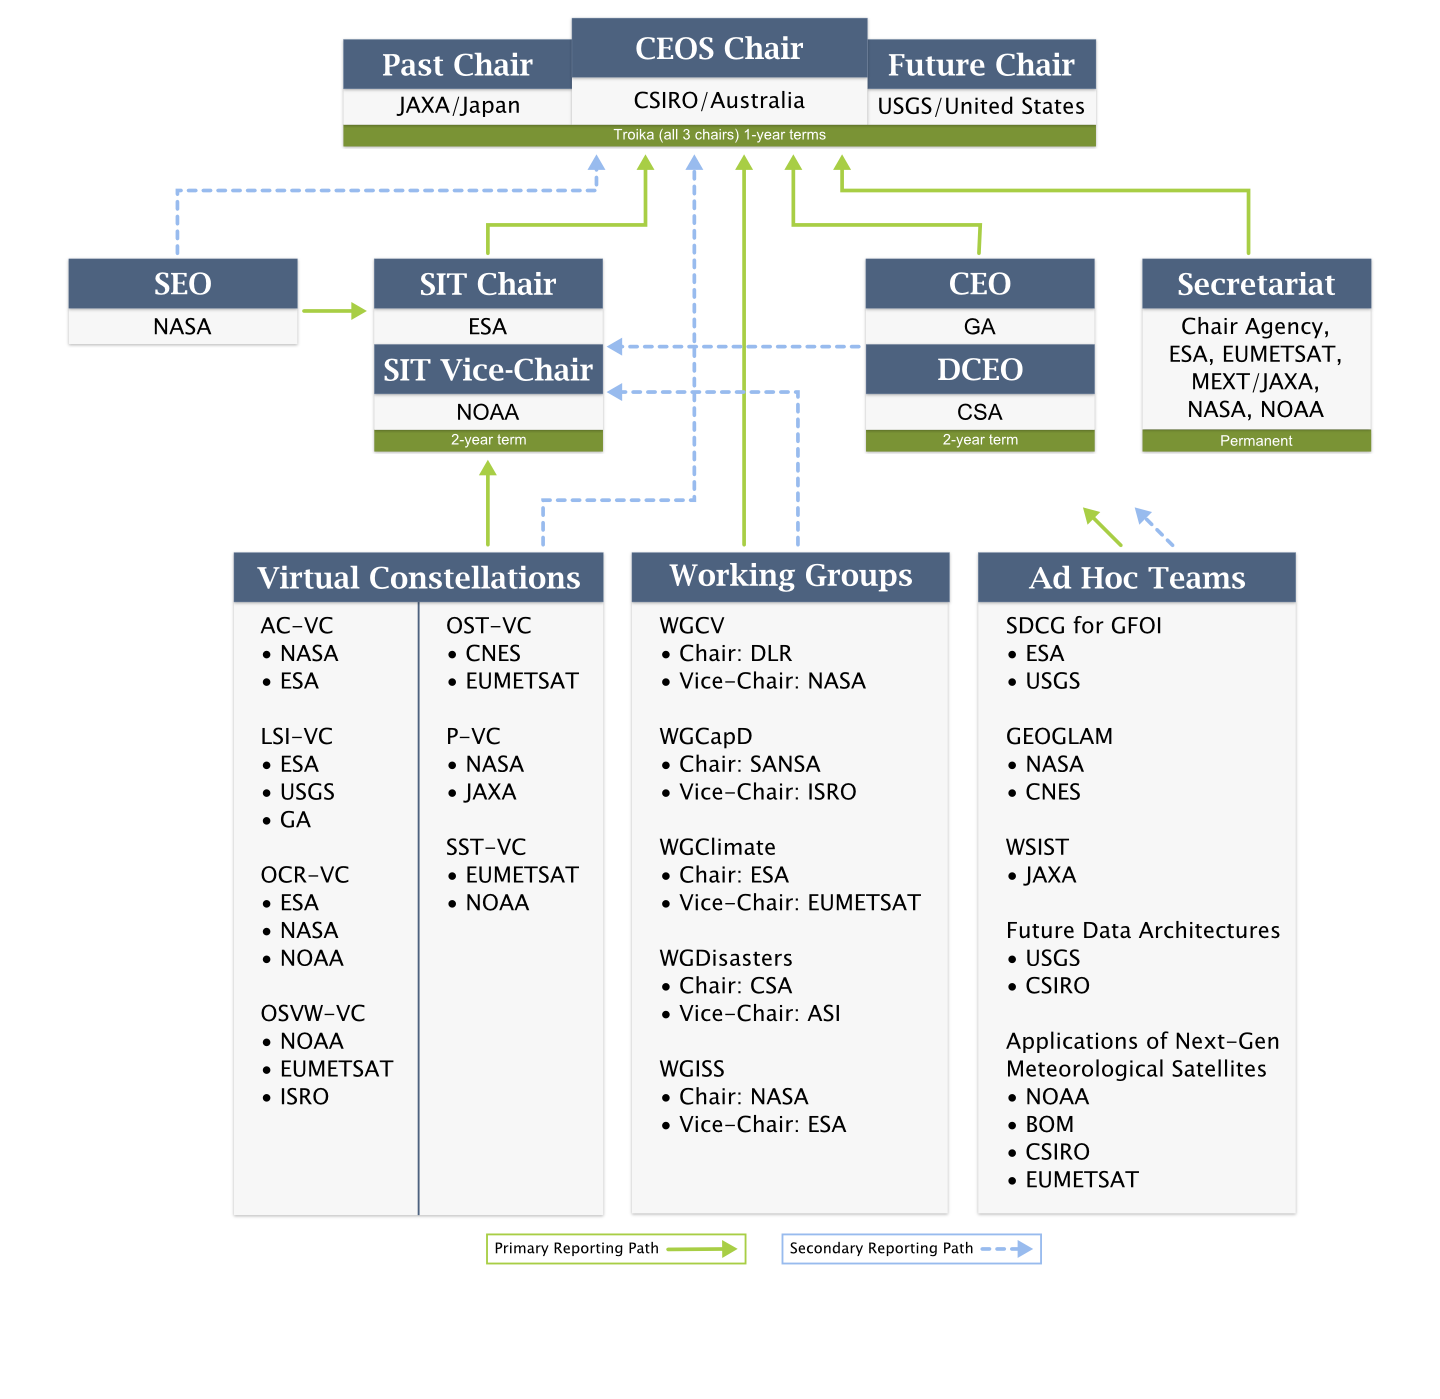 Past Chair
JAXA/Japan
CEOS Chair
CSIRO/Australia
Future Chair
USGS/United States
Troika (all 3 chairs) 1-year terms
SEO
NASA
SIT Chair
ESA
SIT Vice-Chair
NOAA
2-year term
CEO
GA
DCEO
CSA
2-year term
Secretariat
Chair Agency,
ESA, EUMETSAT,
MEXT/JAXA,
NASA, NOAA
Permanent
Virtual Constellations
AC-VC
• NASA
• ESA
LSI-VC
• ESA
• USGS
• GA
OCR-VC
• ESA
• NASA
• NOAA
OSVW-VC
• NOAA
• EUMETSAT
• ISRO
OST-VC
• CNES
• EUMETSAT
P-VC
• NASA
• JAXA
SST-VC
• EUMETSAT
• NOAA
Working Groups
WGCV
• Chair: DLR
• Vice-Chair: NASA
WGCapD
• Chair: SANSA
• Vice-Chair: ISRO
WGClimate
• Chair: ESA
• Vice-Chair: EUMETSAT
WGDisasters
• Chair: CSA
• Vice-Chair: ASI
WGISS
• Chair: NASA
• Vice-Chair: ESA
Ad Hoc Teams
SDCG for GFOI
• ESA
• USGS
GEOGLAM
• NASA
• CNES
WSIST
• JAXA
Future Data Architectures
• USGS
• CSIRO
Applications of Next-Gen
Meteorological Satellites
• NOAA
• BOM
• CSIRO
• EUMETSAT
Primary Reporting Path
Secondary Reporting Path